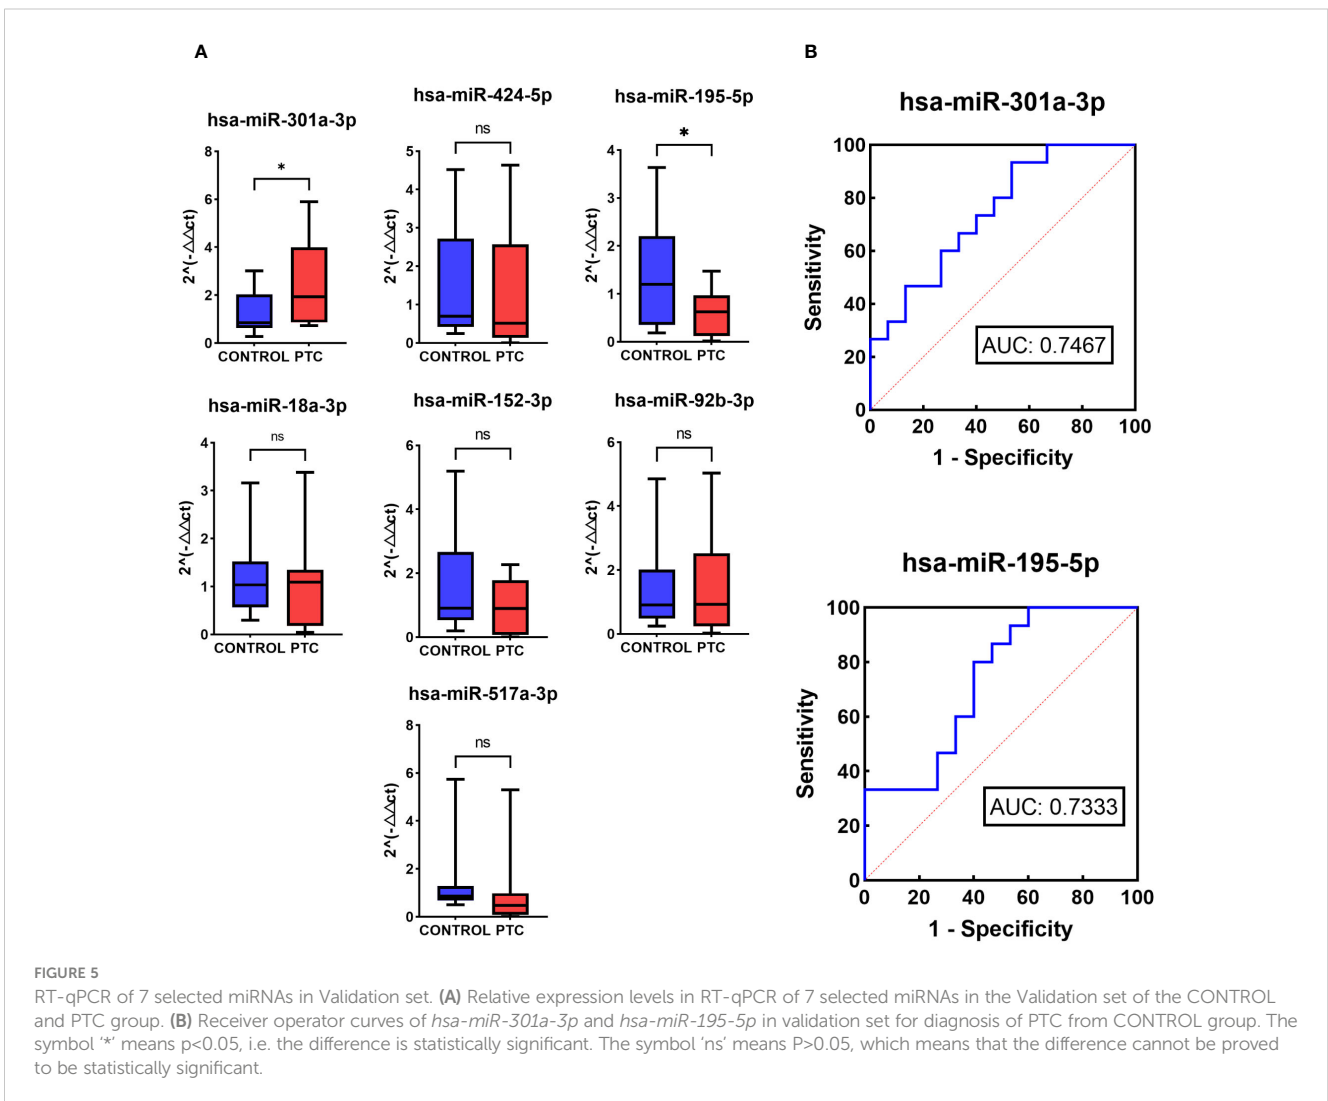 A
B
hsa-miR-301a-3p
8
6
4
2
0
2^(-△△ct)
*
CONTROL PTC
hsa-miR-424-5p
5
4
3
2
1
0
2^(-△△ct)
ns
CONTROL PTC
hsa-miR-195-5p
4
3
2
1
0
2^(-△△ct)
*
CONTROL PTC
hsa-miR-18a-3p
4
3
2
1
0
2^(-△△ct)
ns
CONTROL PTC
hsa-miR-152-3p
6
4
2
0
2^(-△△ct)
ns
CONTROL PTC
hsa-miR-92b-3p
6
4
2
0
2^(-△△ct)
ns
CONTROL PTC
hsa-miR-517a-3p
8
6
4
2
0
2^(-△△ct)
ns
CONTROL PTC
hsa-miR-301a-3p
100
80
60
40
20
0
Sensitivity
AUC: 0.7467
0 20 40 60 80 100
1 - Specificity
hsa-miR-195-5p
100
80
60
40
20
0
Sensitivity
AUC: 0.7333
0 20 40 60 80 100
1 - Specificity
FIGURE 5
RT-qPCR of 7 selected miRNAs in Validation set. (A) Relative expression levels in RT-qPCR of 7 selected miRNAs in the Validation set of the CONTROL
and PTC group. (B) Receiver operator curves of hsa-miR-301a-3p and hsa-miR-195-5p in validation set for diagnosis of PTC from CONTROL group. The
symbol ‘*’ means p<0.05, i.e. the difference is statistically significant. The symbol ‘ns’ means P>0.05, which means that the difference cannot be proved
to be statistically significant.